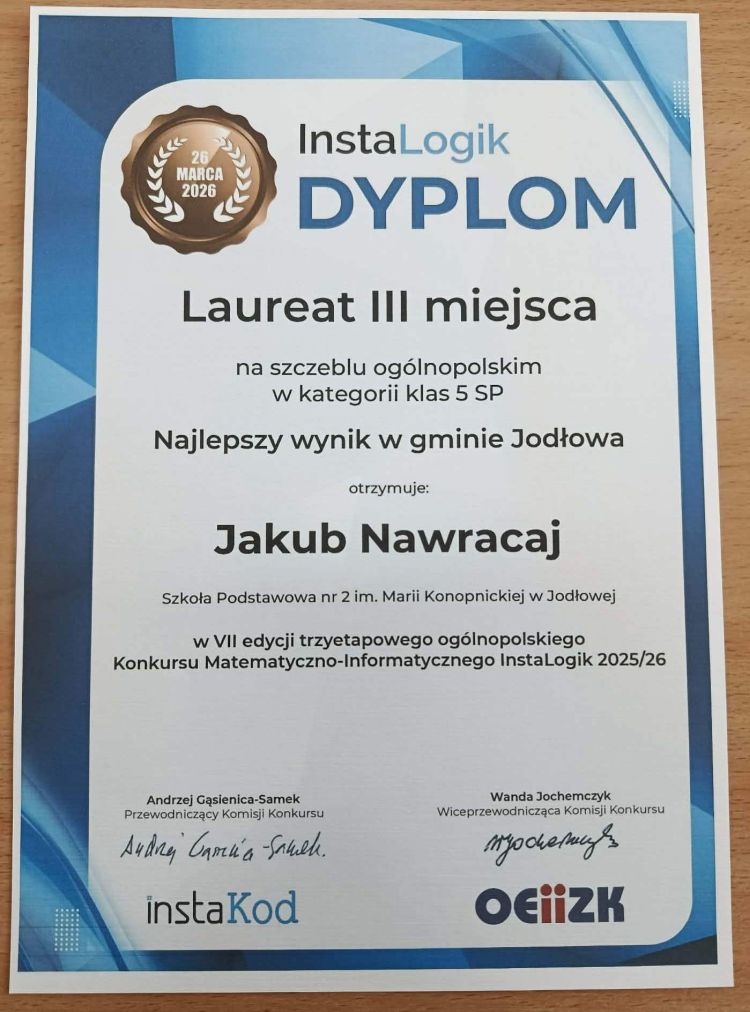 26
MARCA
2026
InstaLogik
DYPLOM
Laureat III miejsca
na szczeblu ogólnopolskim
w kategorii klas 5 SP
Najlepszy wynik w gminie Jodłowa
otrzymuje:
Jakub Nawracaj
Szkoła Podstawowa nr 2 im. Marii Konopnickiej w Jodłowej
w VII edycji trzyetapowego ogólnopolskiego
Konkursu Matematyczno-Informatycznego InstaLogik 2025/26
Andrzej Gąsienica-Samek
Przewodniczący Komisji Konkursu
Wanda Jochemczyk
Wiceprzewodnicząca Komisji Konkursu
instaKod
OEiiZK